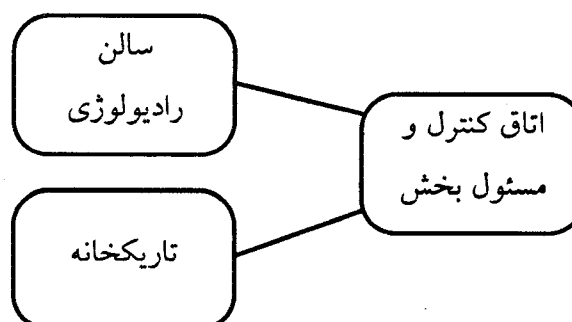 سالن
رادیولوژی
اتاق کنترل و
مسئول بخش
تاریکخانه